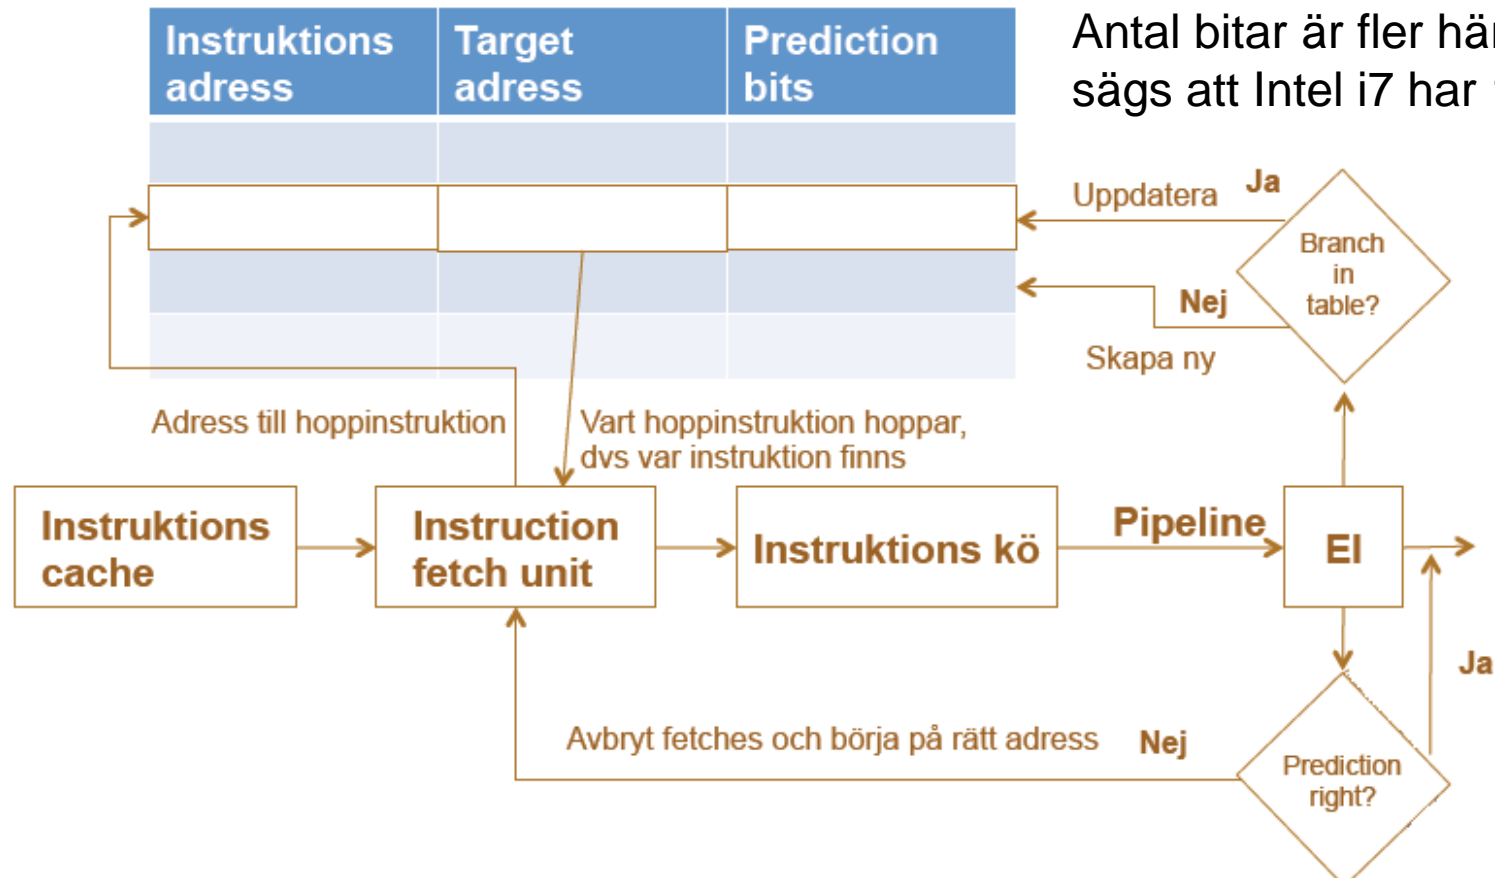 Instruktions
adress
Target
adress
Prediction
bits
Antal bitar är fler här
sägs att Intel i7 har
Uppdatera
Ja
Branch
in
table?
Nej
Skapa ny
Adress till hoppinstruktion
Vart hoppinstruktion hoppar,
dvs var instruktion finns
Instruktions
cache
Instruction
fetch unit
Instruktions kö
Pipeline
EI
Ja
Avbryt fetches och börja på rätt adress
Nej
Prediction
right?